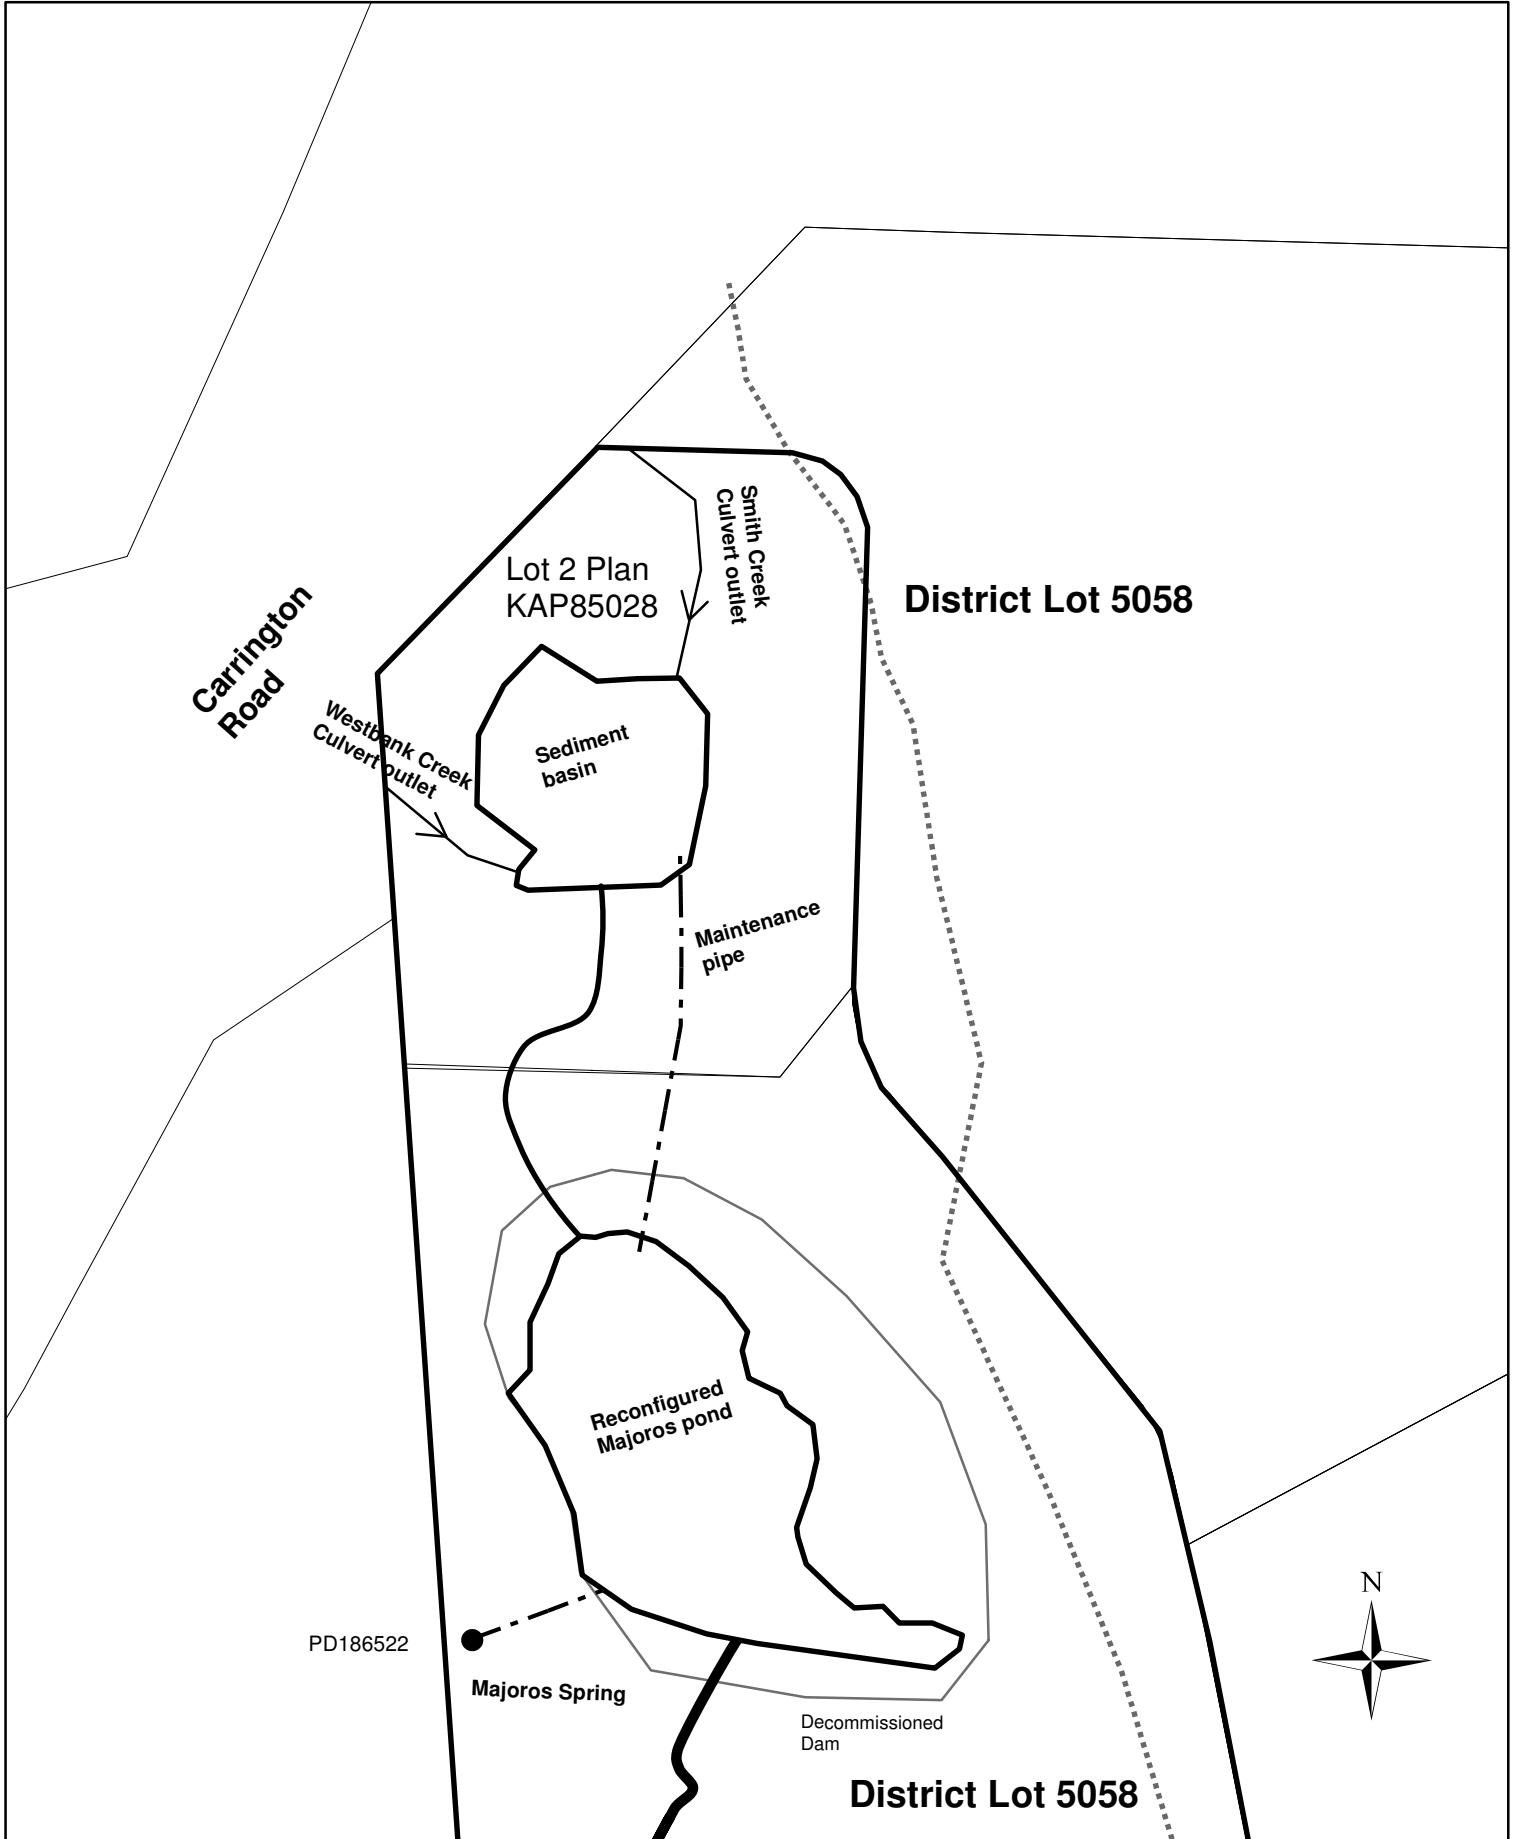 Smith Creek
Culvert outlet
Lot 2 Plan
KAP85028
District Lot 5058
Carrington
Road
Westbank Creek
Culvert outlet
Sediment
basin
Maintenance
pipe
Reconfigured
Majoros pond
N
PD186522
Majoros Spring
Decommissioned
Dam
District Lot 5058